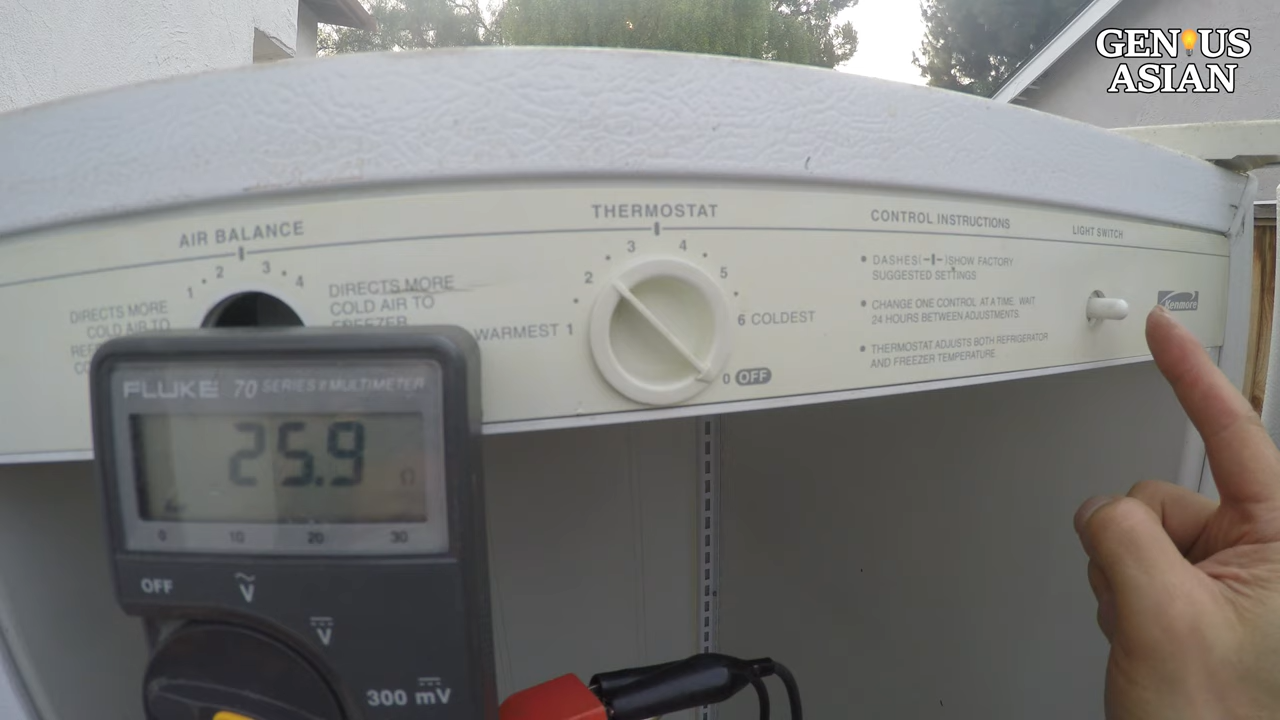 GENIUS
ASIAN
AIR BALANCE
1 2 3 4
DIRECTS MORE
COLD AIR TO
DIRECTS MORE
COLD AIR TO
FREEZER
THERMOSTAT
WARMEST 1 2 3 4 5 6 COLDEST
0 OFF
CONTROL INSTRUCTIONS
DASHES(-I-)SHOW FACTORY
SUGGESTED SETTINGS
CHANGE ONE CONTROL AT A TIME, WAIT
24 HOURS BETWEEN ADJUSTMENTS.
THERMOSTAT ADJUSTS BOTH REFRIGERATOR
AND FREEZER TEMPERATURE.
LIGHT SWITCH
Kenmore
FLUKE 70 SERIES II MULTIMETER
25.9 Ω
0 10 20 30
OFF
V
V
300 mV